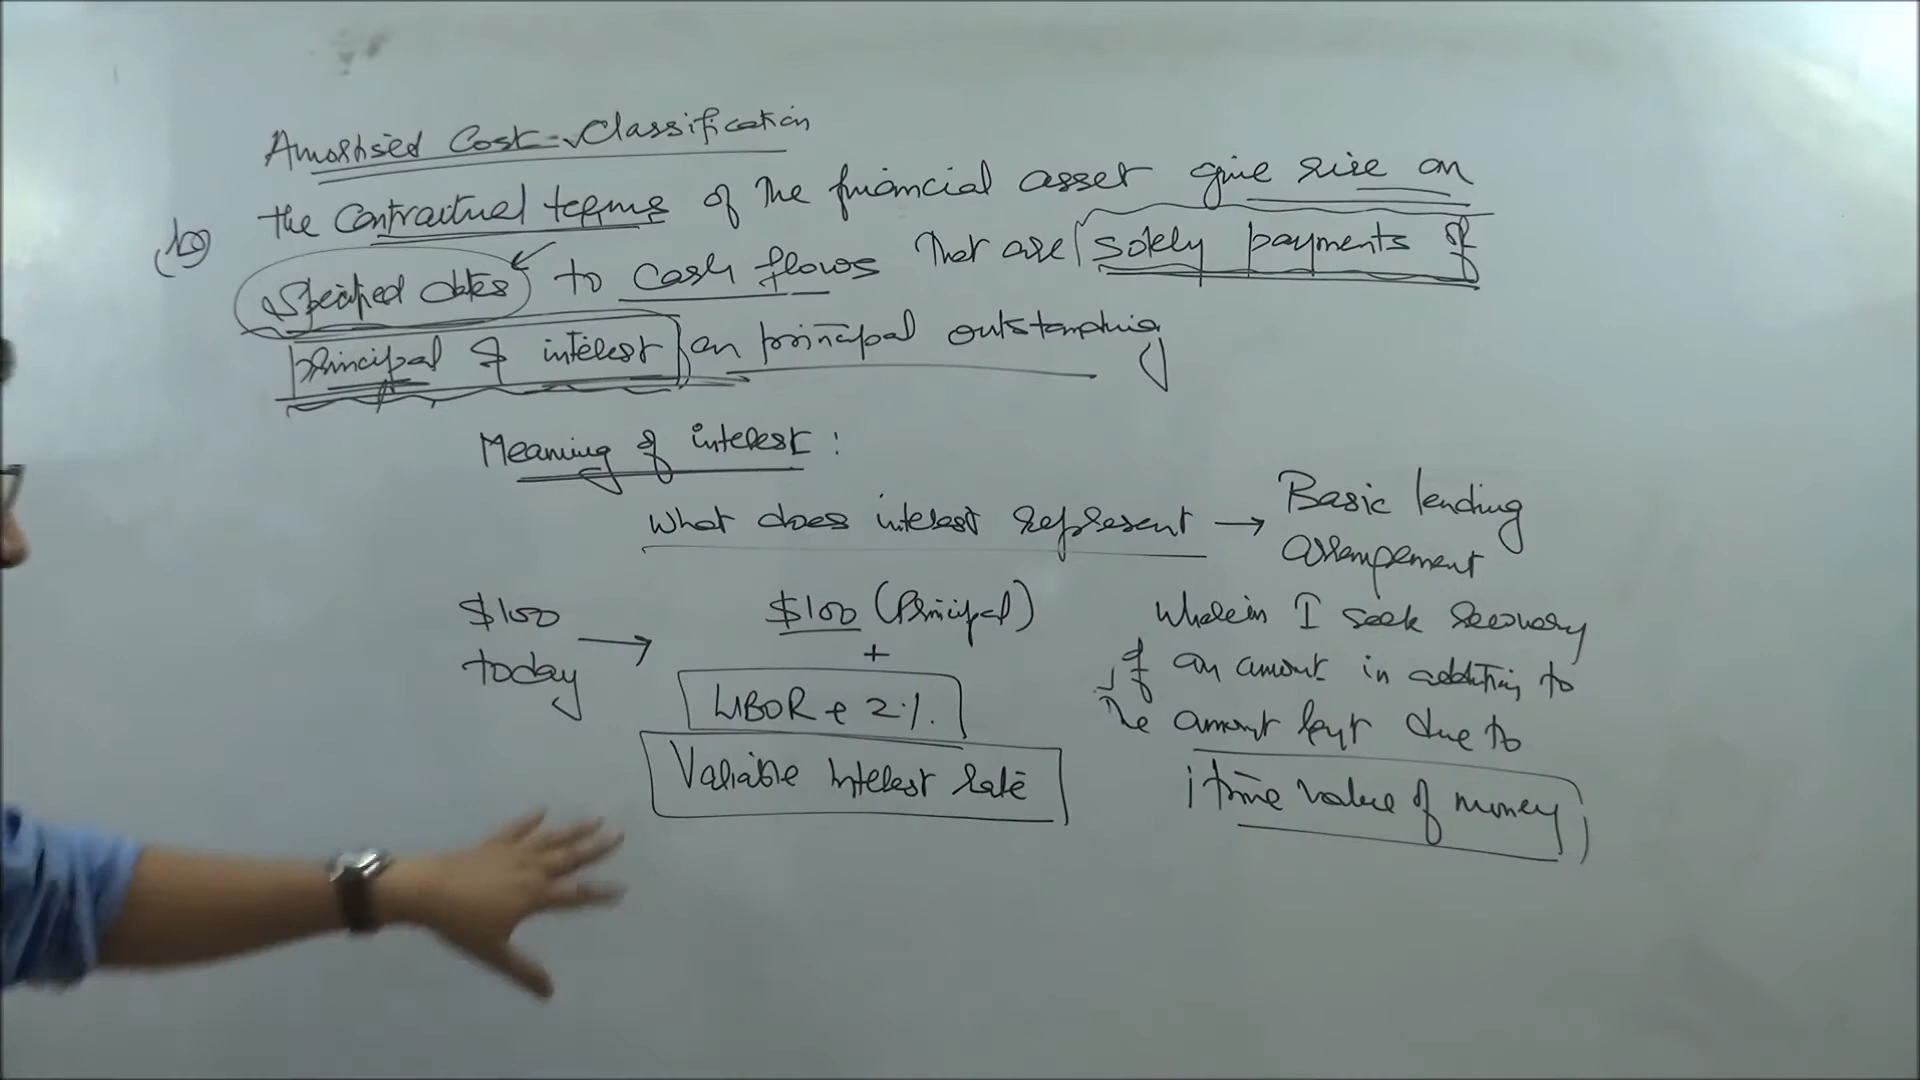 Amortised Cost - Classification
(b) the contractual terms of the financial asset give rise on
specified dates to cash flows that are solely payments of
principal & interest on principal outstanding
Meaning of interest :
What does interest represent → Basic lending
arrangement
$100 today → $100 (Principal)
+
LIBOR + 2%.
Variable interest rate
Wherein I seek recovery
of an amount in addition to
the amount lent due to
time value of money